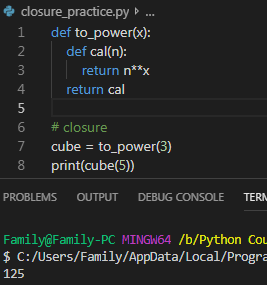 closure_practice.py > ...
1 def to_power(x):
2     def cal(n):
3         return n**x
4     return cal
5
6 # closure
7 cube = to_power(3)
8 print(cube(5))
PROBLEMS OUTPUT DEBUG CONSOLE TERM
Family@Family-PC MINGW64 /b/Python Cou
$ C:/Users/Family/AppData/Local/Progra
125